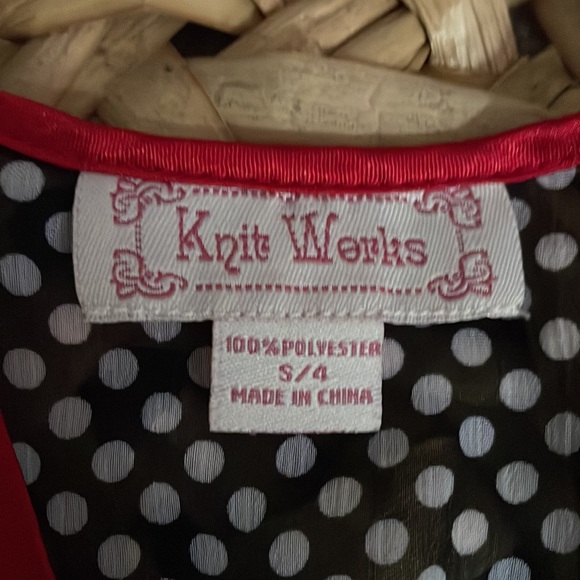 Knit Works
100%POLYESTER
S/4
MADE IN CHINA